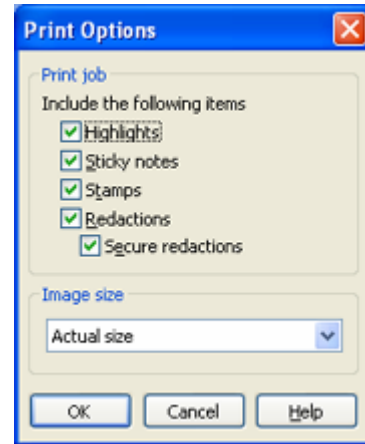 Print Options
Print job
Include the following items
Highlights
Sticky notes
Stamps
Redactions
Secure redactions
Image size
Actual size
OK Cancel Help